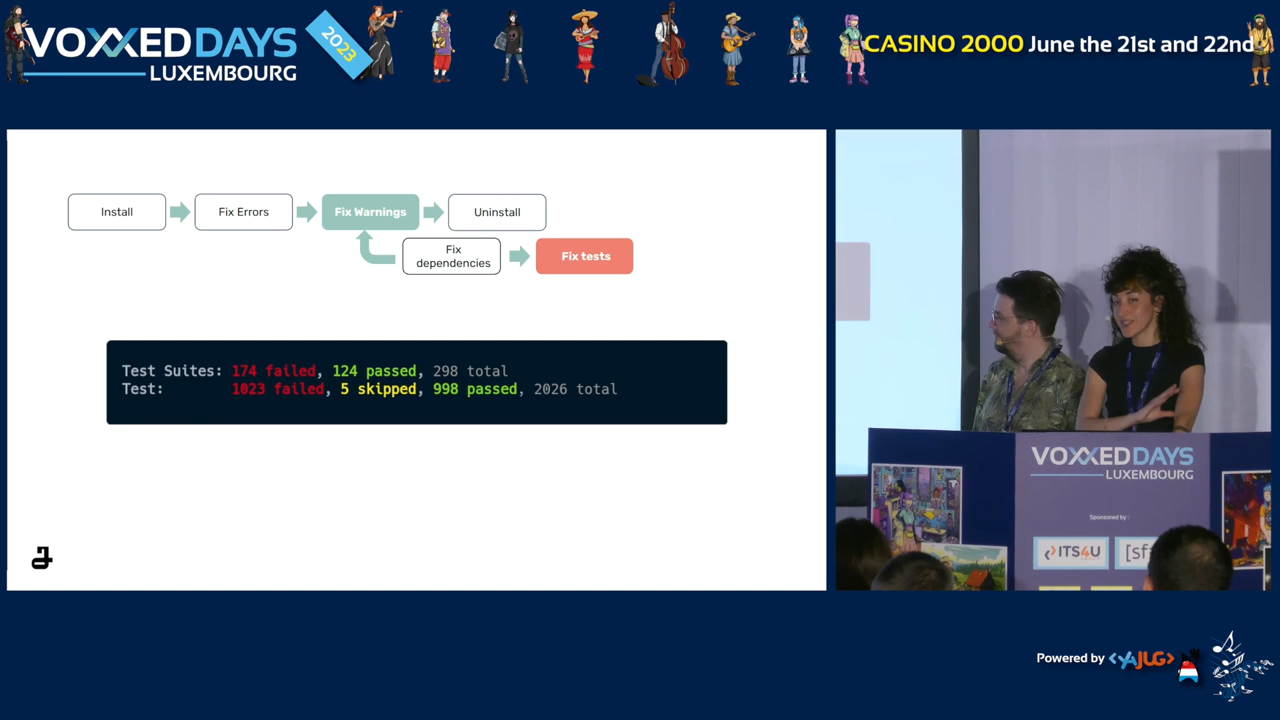 VOXXED DAYS
LUXEMBOURG
2023
CASINO 2000 June the 21st and 22nd
Install
Fix Errors
Fix Warnings
Uninstall
Fix
dependencies
Fix tests
Test Suites: 174 failed, 124 passed, 298 total
Test: 1023 failed, 5 skipped, 998 passed, 2026 total
VOXXED DAYS
LUXEMBOURG
Sponsored by :
ITS4U
[sf
Powered by <YAJUG>